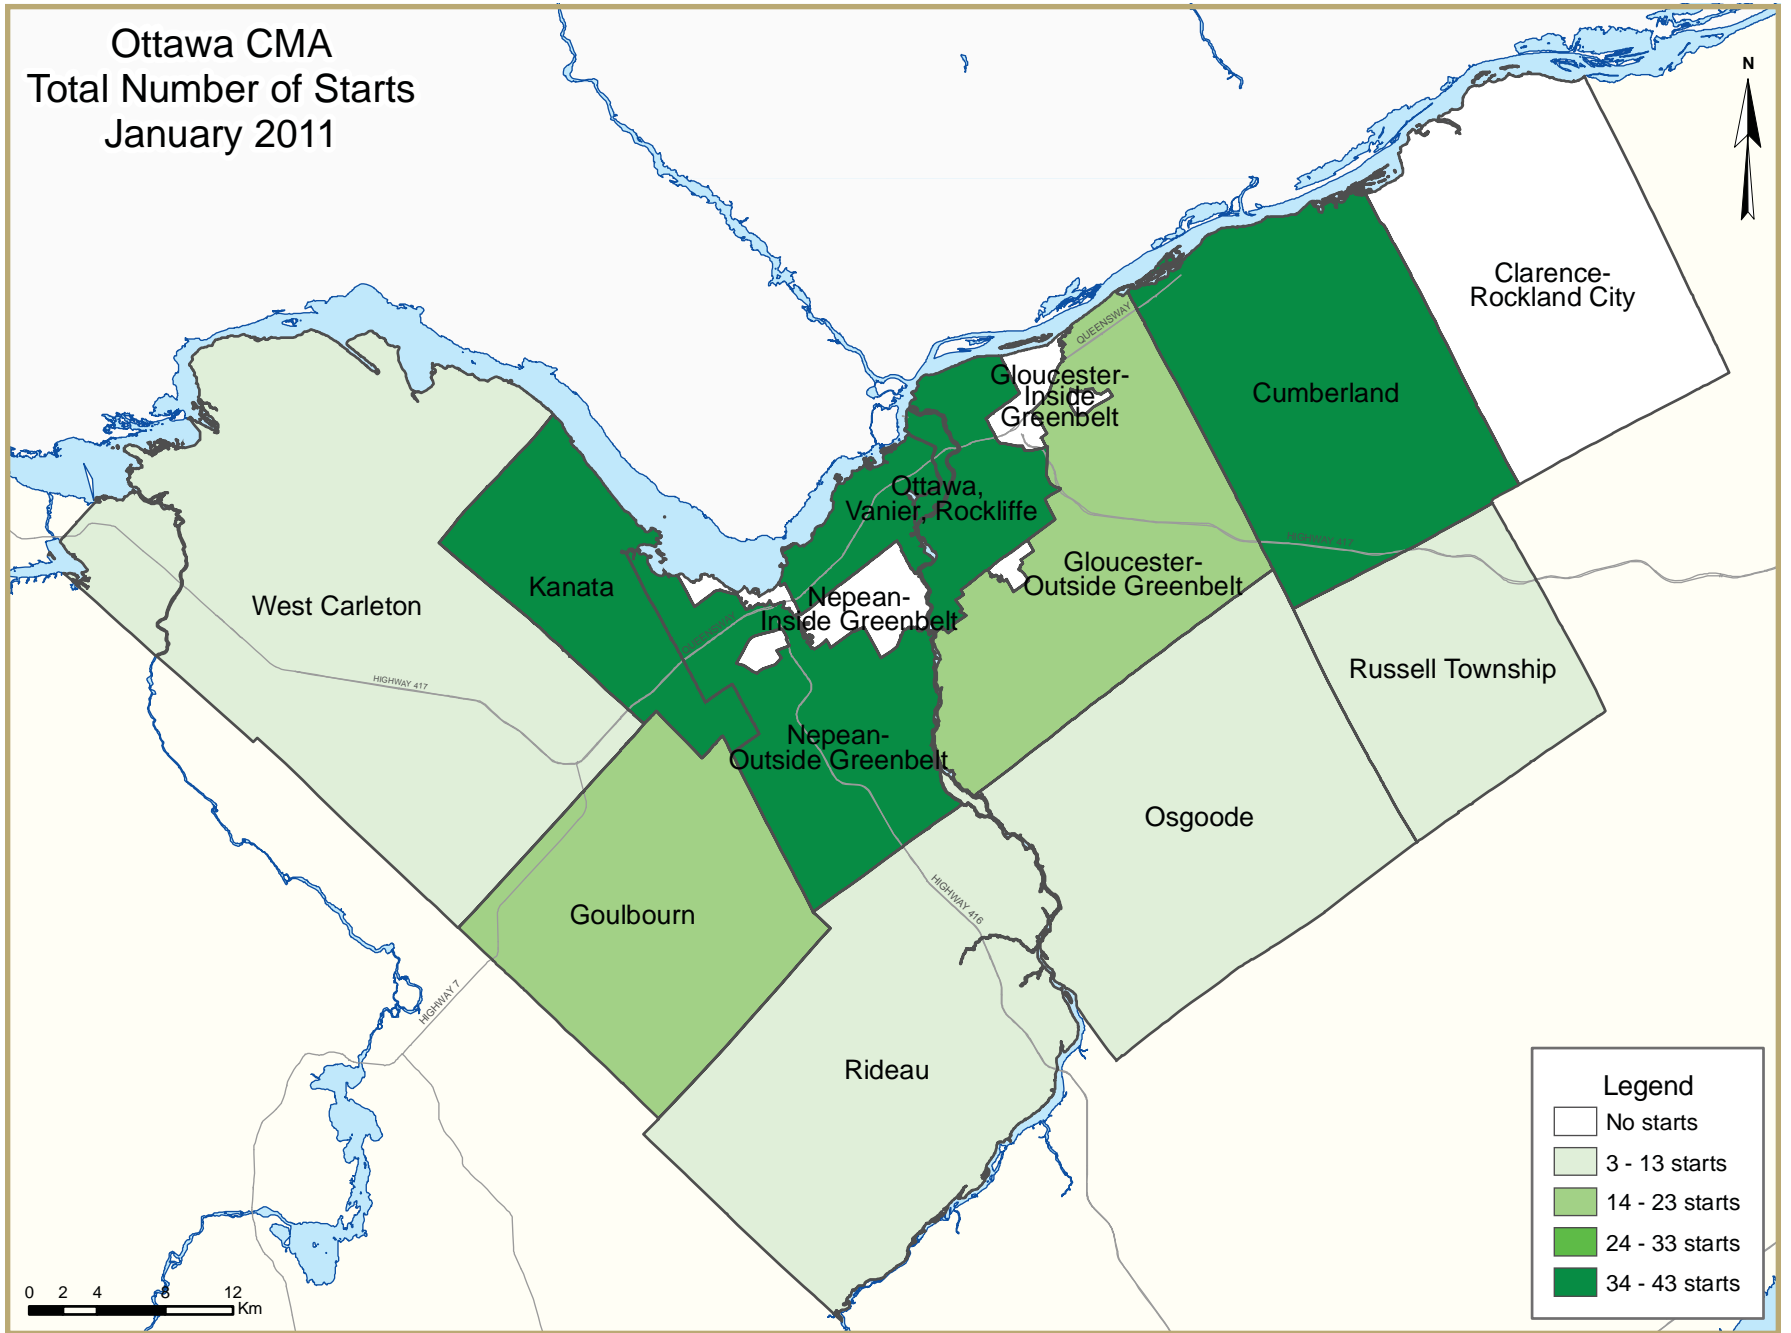 Ottawa CMA
Total Number of Starts
January 2011
N
Clarence-
Rockland City
QUEENSWAY
Gloucester-
Inside
Greenbelt
Cumberland
Ottawa,
Vanier, Rockliffe
HIGHWAY 417
Gloucester-
Outside Greenbelt
Kanata
West Carleton
Nepean-
Inside Greenbelt
QUEENSWAY
Russell Township
HIGHWAY 417
Nepean-
Outside Greenbelt
Osgoode
Goulbourn
HIGHWAY 416
HIGHWAY 7
Rideau
Legend
No starts
3 - 13 starts
14 - 23 starts
24 - 33 starts
34 - 43 starts
0 2 4 8 12
Km